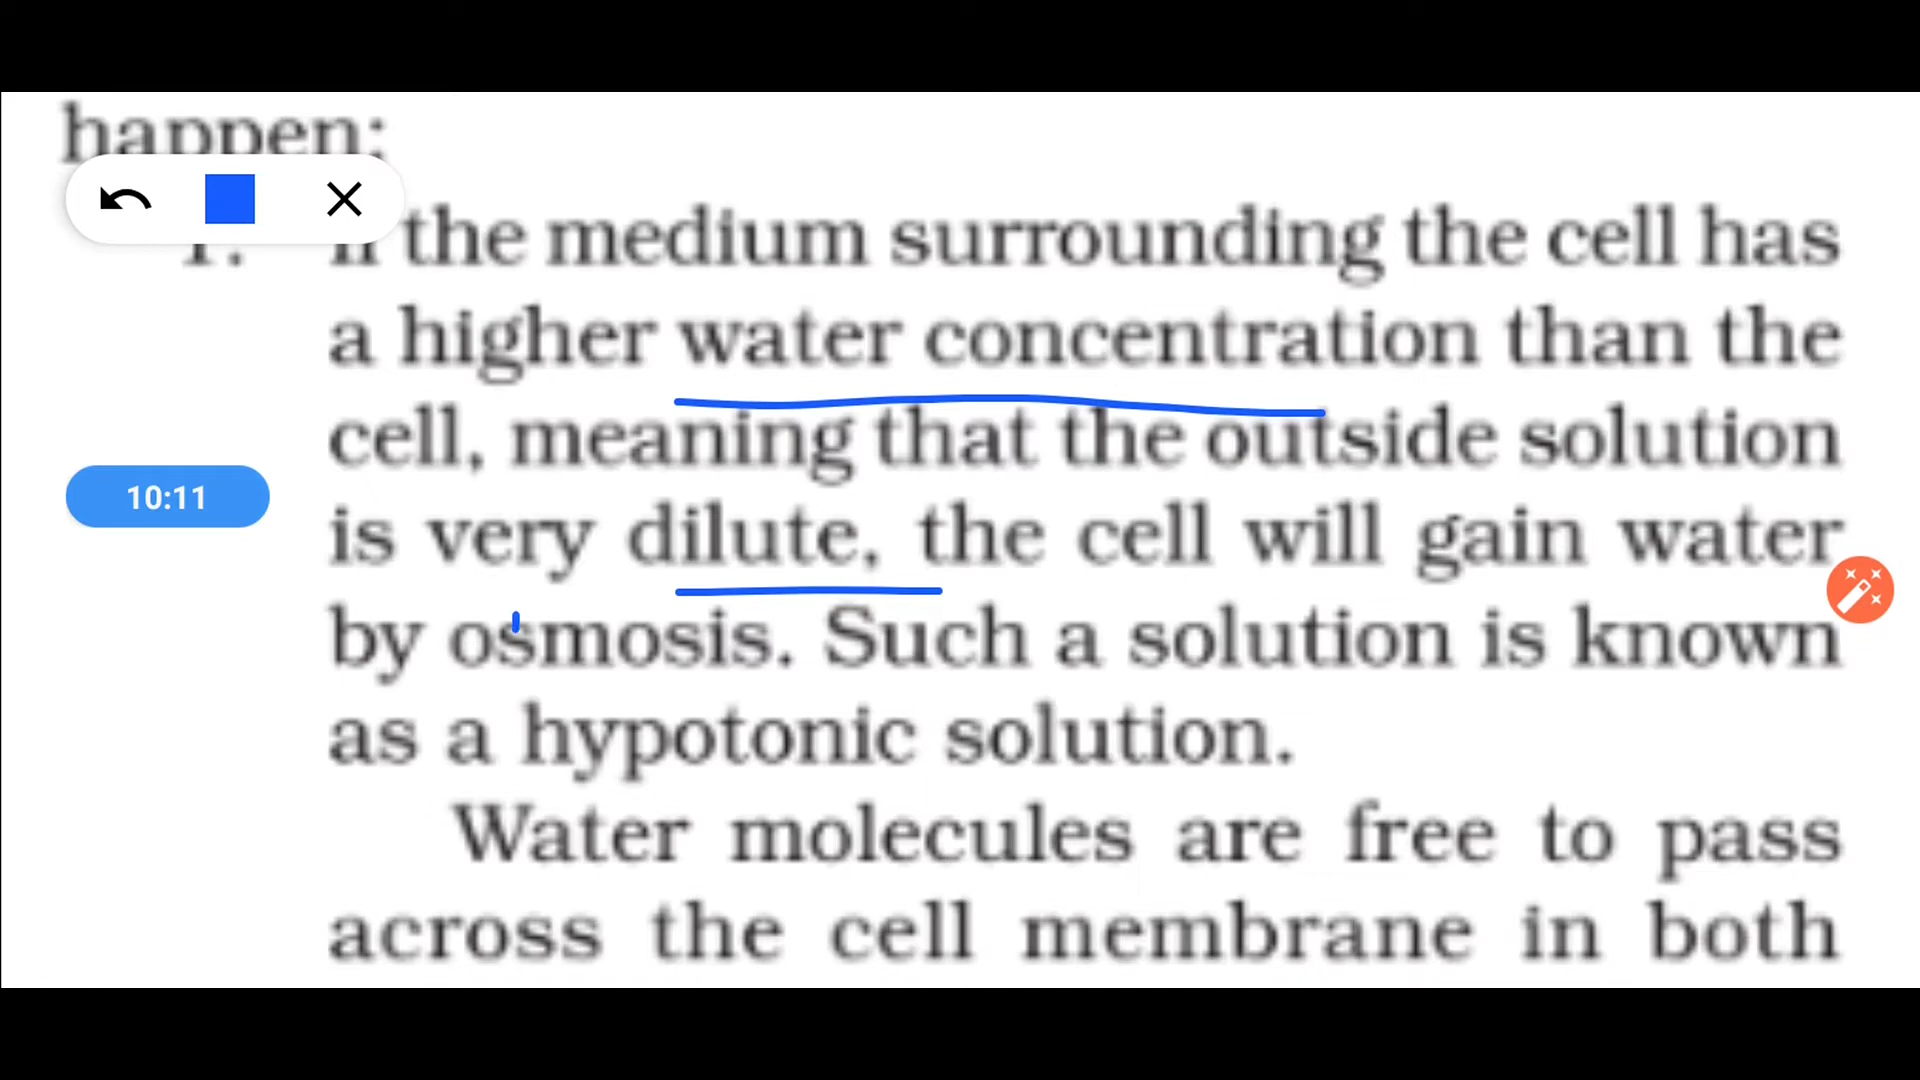 happen:
1. If the medium surrounding the cell has
a higher water concentration than the
cell, meaning that the outside solution
10:11
is very dilute, the cell will gain water
by osmosis. Such a solution is known
as a hypotonic solution.
Water molecules are free to pass
across the cell membrane in both